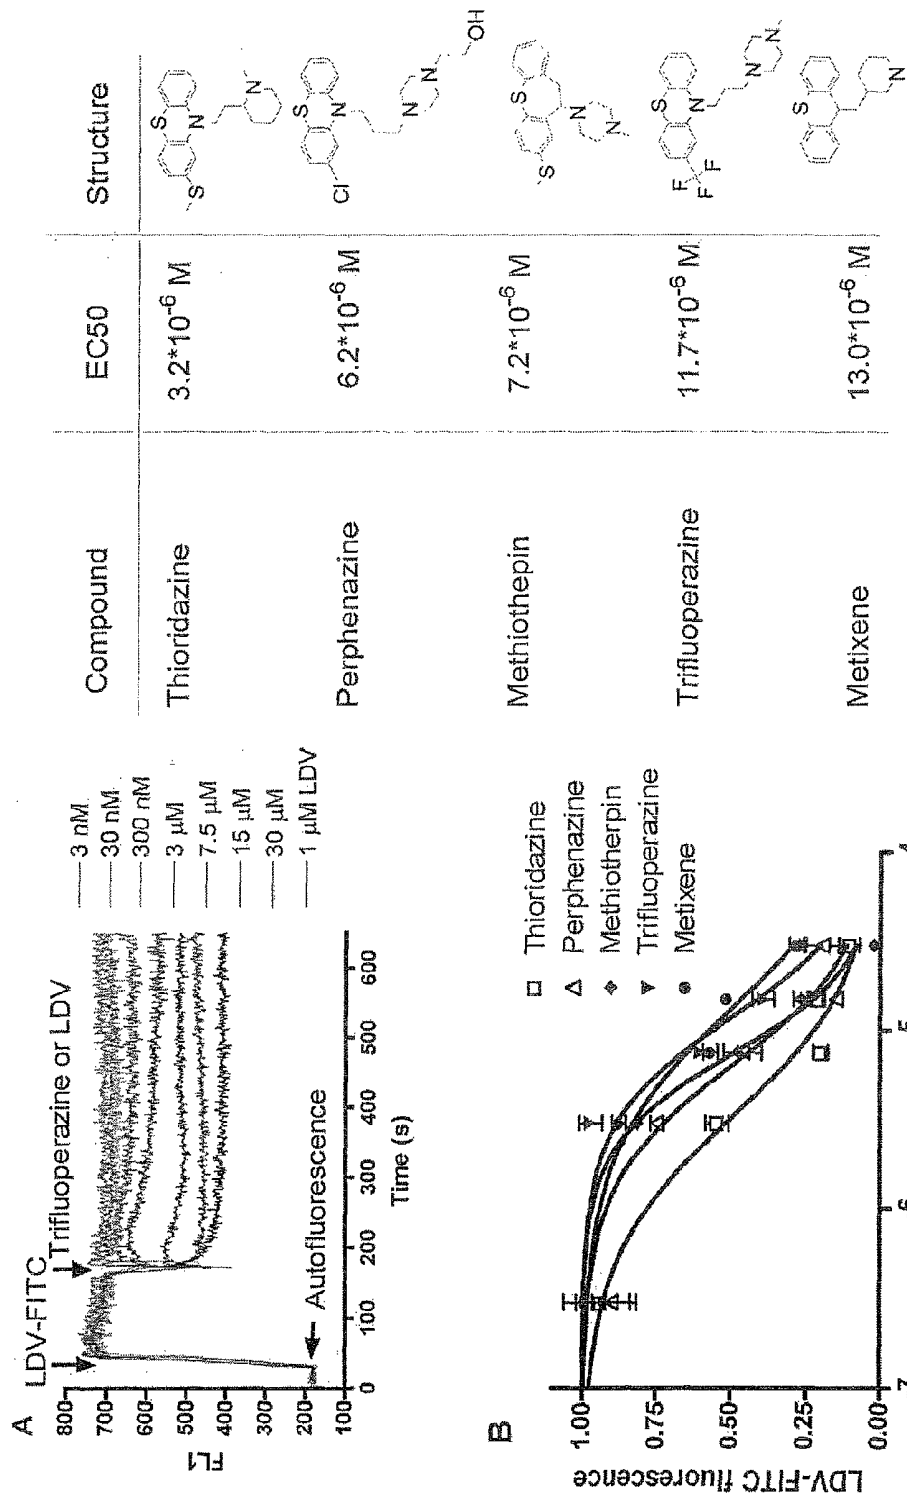 A
LDV-FITC
Trifluoperazine or LDV
Autofluorescence
800
700
600
500
400
300
200
100
FL1
0
100
200
300
400
500
600
Time (s)
3 nM
30 nM
300 nM
3 µM
7.5 µM
15 µM
30 µM
1 µM LDV
B
1.00
0.75
0.50
0.25
0.00
LDV-FITC fluorescence
7
6
5
4
Thioridazine
Perphenazine
Methiotherpin
Trifluoperazine
Metixene
Compound EC50 Structure
Thioridazine 3.2*10-6 M
S
N
S
N
Perphenazine 6.2*10-6 M
S
N
Cl
N
N
OH
Methiothepin 7.2*10-6 M
S
S
N
N
Trifluoperazine 11.7*10-6 M
S
N
F
F
F
N
N
Metixene 13.0*10-6 M
S
N